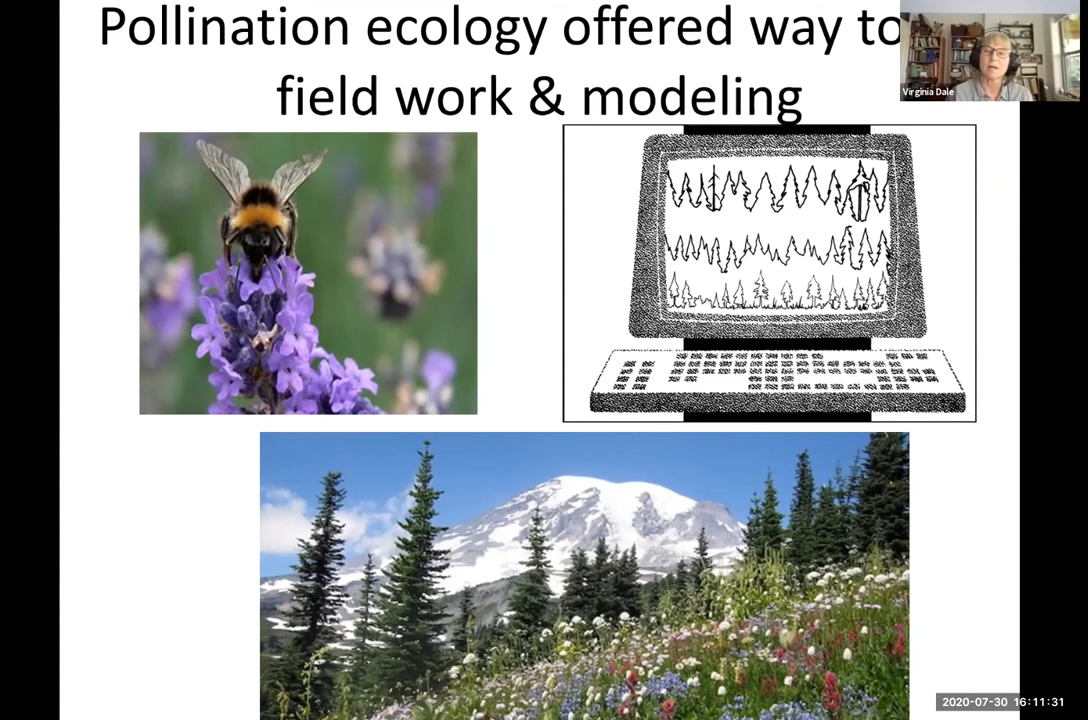 Pollination ecology offered way to
field work & modeling
Virginia Dale
2020-07-30 16:11:31